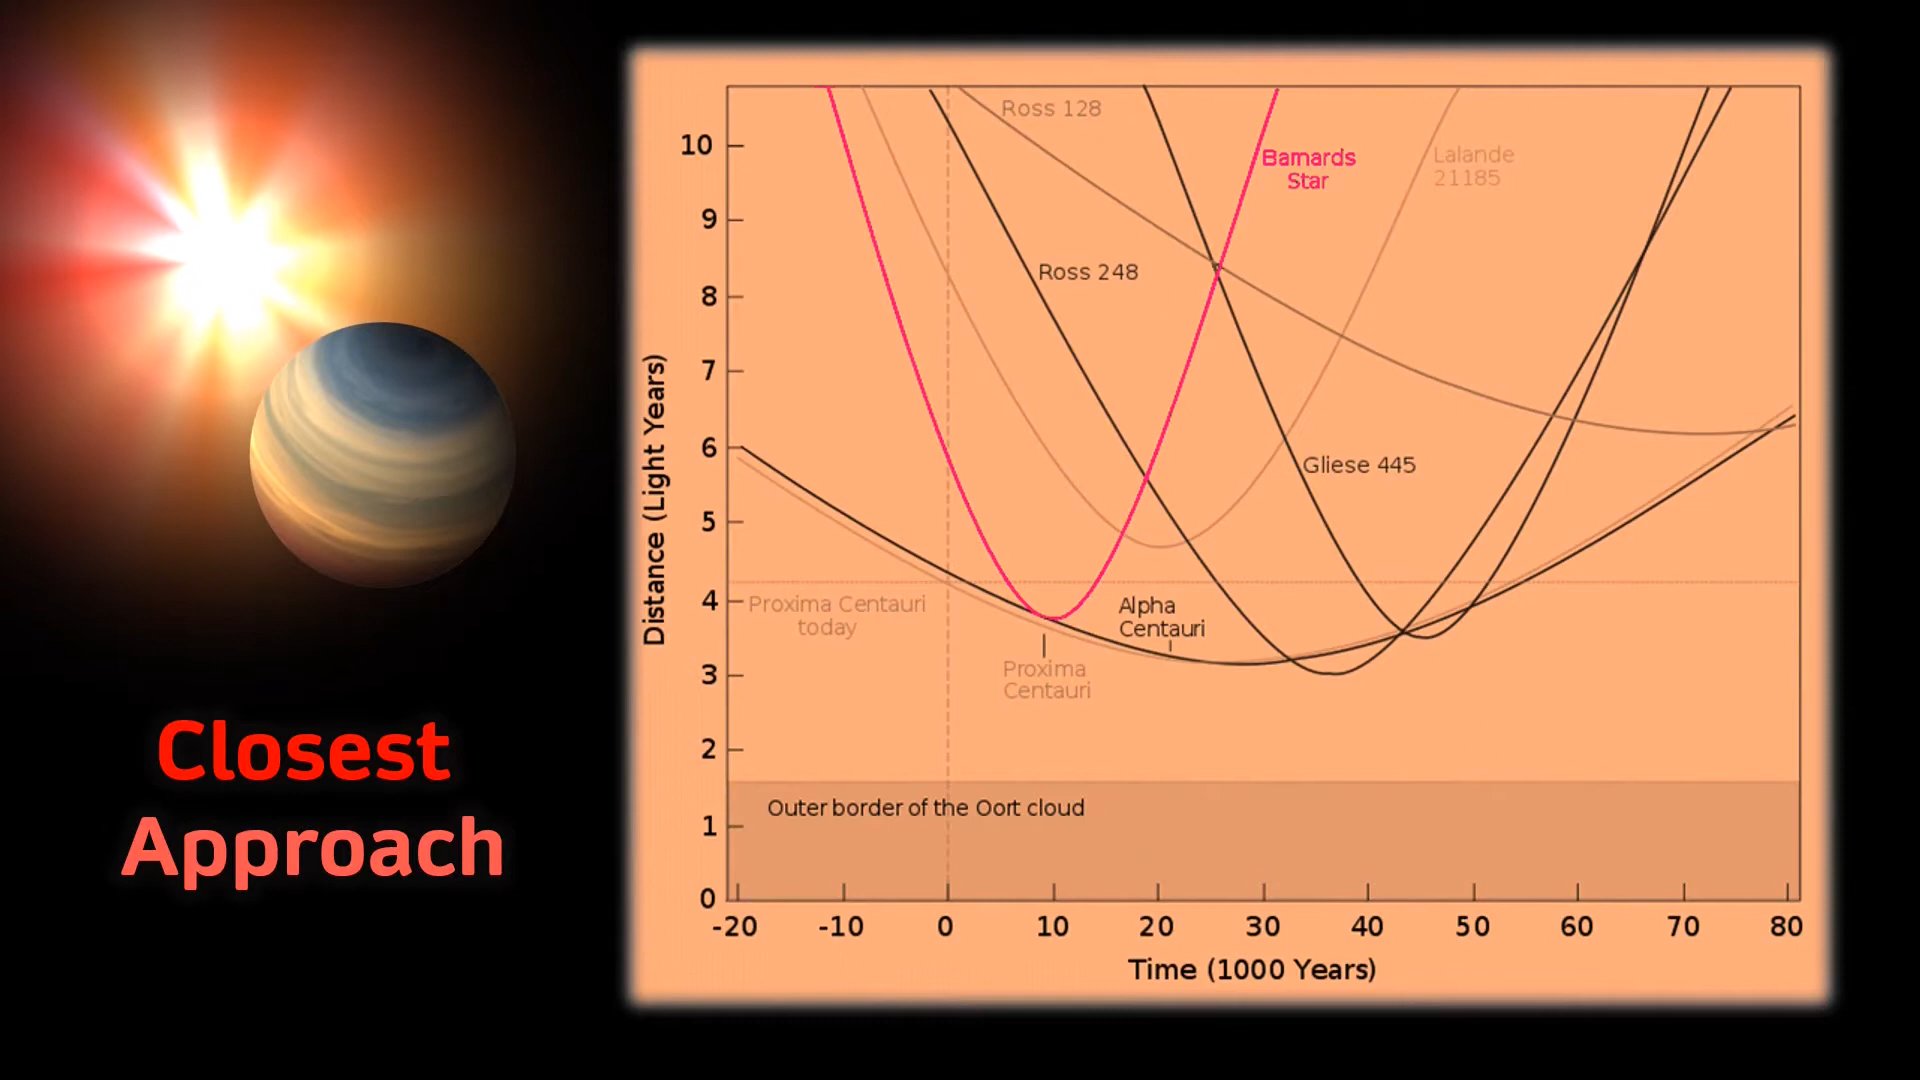 Closest
Approach
Ross 128
Barnards
Star
Lalande
21185
Ross 248
Gliese 445
Proxima Centauri
today
Alpha
Centauri
Proxima
Centauri
Outer border of the Oort cloud
Distance (Light Years)
10
9
8
7
6
5
4
3
2
1
0
-20 -10 0 10 20 30 40 50 60 70 80
Time (1000 Years)